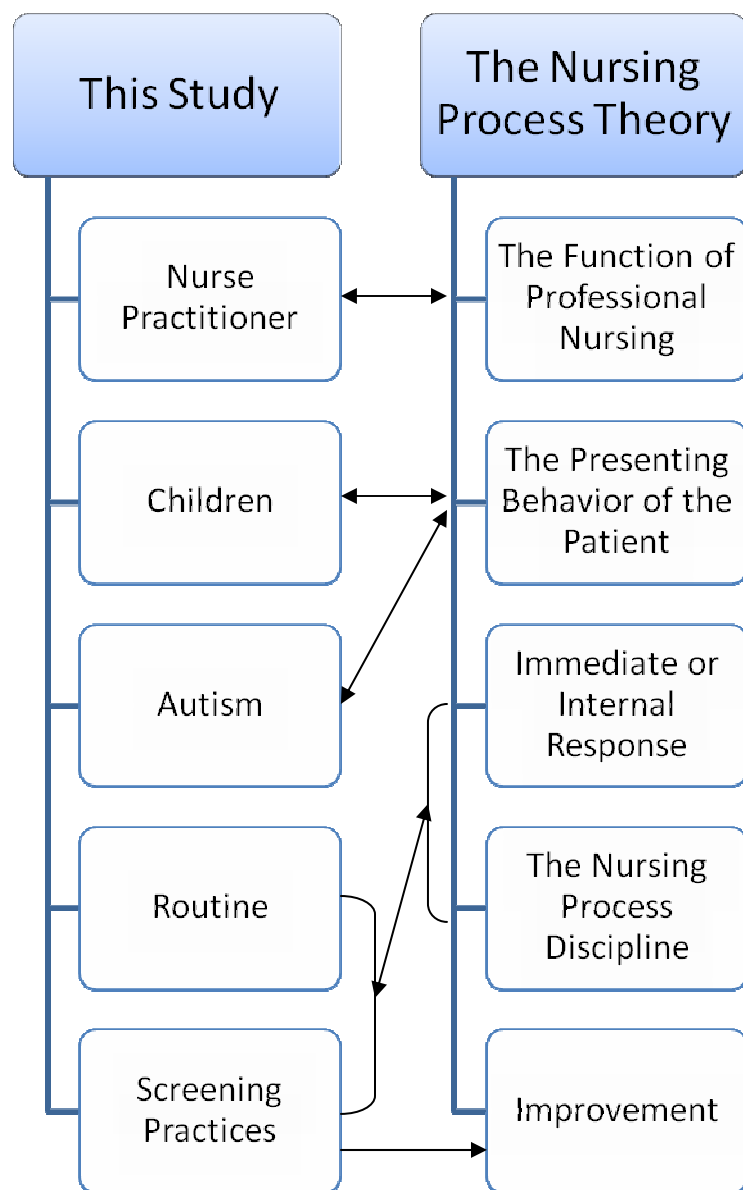 This Study
Nurse
Practitioner
Children
Autism
Routine
Screening
Practices
The Nursing
Process Theory
The Function of
Professional
Nursing
The Presenting
Behavior of the
Patient
Immediate or
Internal
Response
The Nursing
Process
Discipline
Improvement